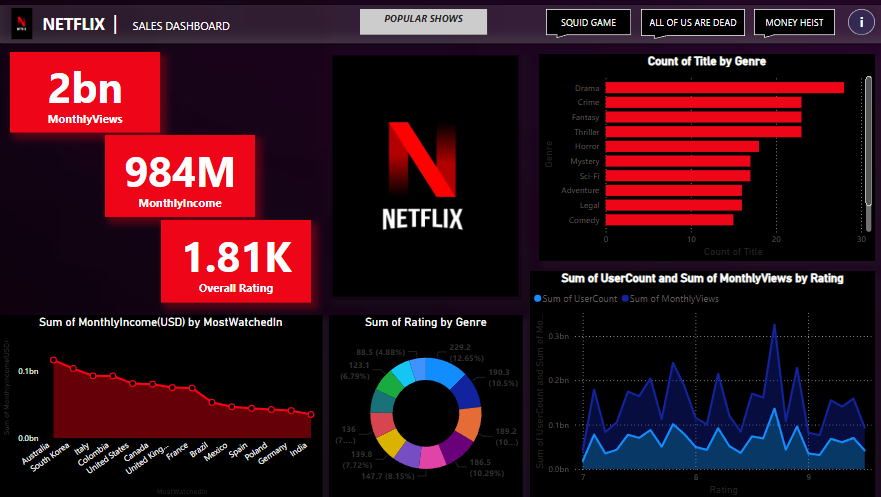 NETFLIX | SALES DASHBOARD
POPULAR SHOWS
SQUID GAME
ALL OF US ARE DEAD
MONEY HEIST
i
2bn
MonthlyViews
984M
MonthlyIncome
1.81K
Overall Rating
NETFLIX
Count of Title by Genre
Genre
Drama
Crime
Fantasy
Thriller
Horror
Mystery
Sci-Fi
Adventure
Legal
Comedy
0 10 20 30
Count of Title
Sum of MonthlyIncome(USD) by MostWatchedIn
Sum of MonthlyIncome(USD)
0.1bn
0.0bn
Australia
South Korea
Italy
Colombia
United States
Canada
United King...
France
Brazil
Mexico
Spain
Poland
Germany
India
MostWatchedIn
Sum of Rating by Genre
229.2
(12.65%)
190.3
(10.5%)
189.2
(10....)
186.5
(10.29%)
147.7 (8.15%)
139.8
(7.72%)
136
(7....)
123.1
(6.79%)
88.5 (4.88%)
Sum of UserCount and Sum of MonthlyViews by Rating
Sum of UserCount Sum of MonthlyViews
Sum of UserCount and Sum of Mo...
0.3bn
0.2bn
0.1bn
0.0bn
7 8 9
Rating